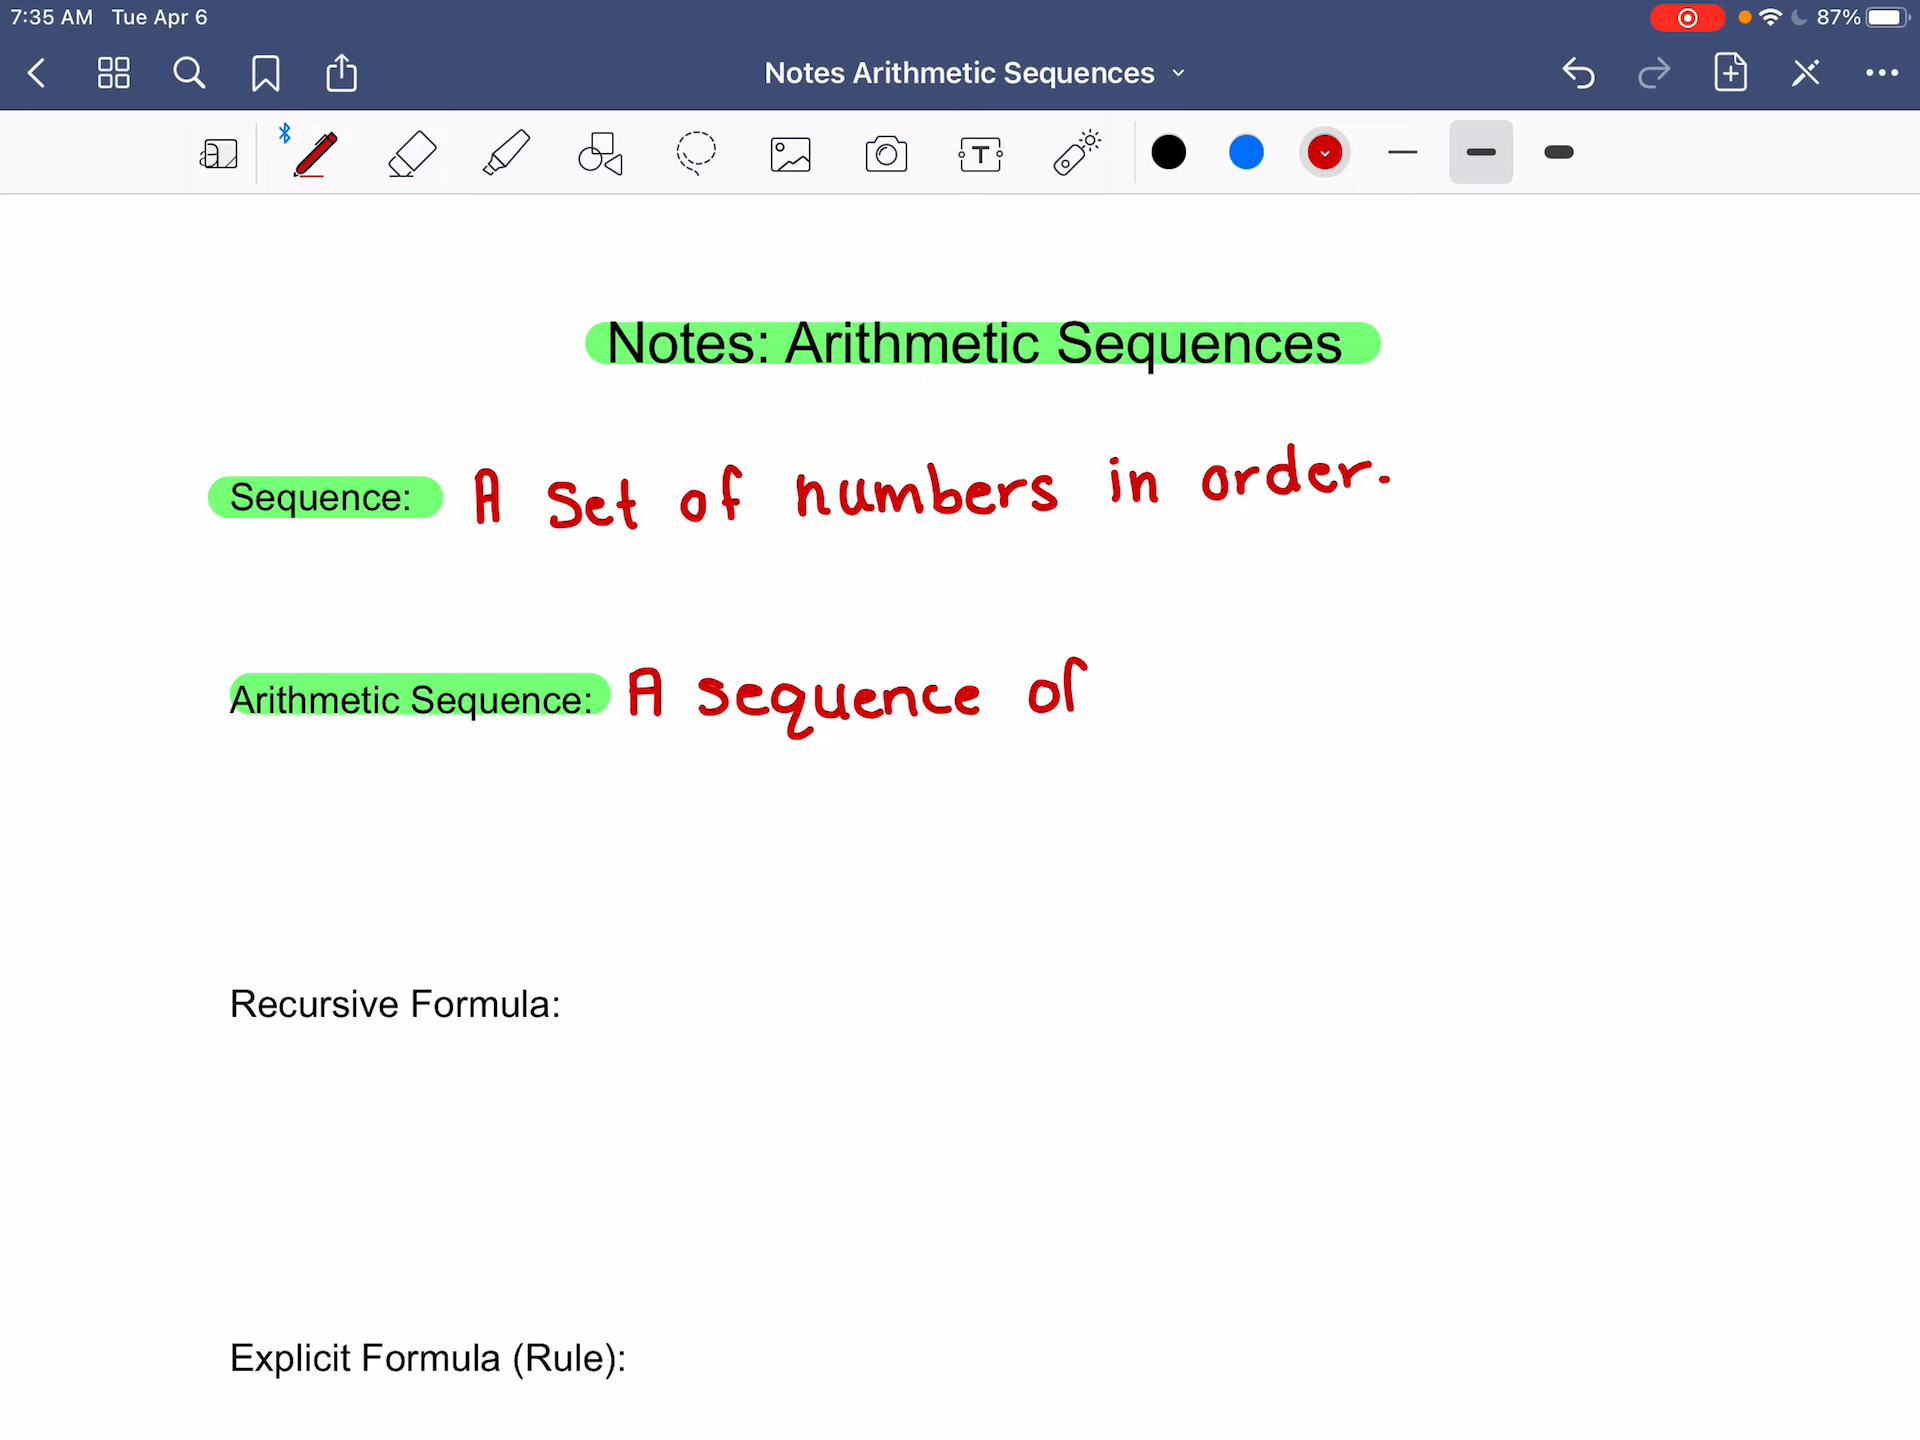 7:35 AM Tue Apr 6 87%
Notes Arithmetic Sequences
Notes: Arithmetic Sequences
Sequence: A set of numbers in order.
Arithmetic Sequence: A sequence of
Recursive Formula:
Explicit Formula (Rule):